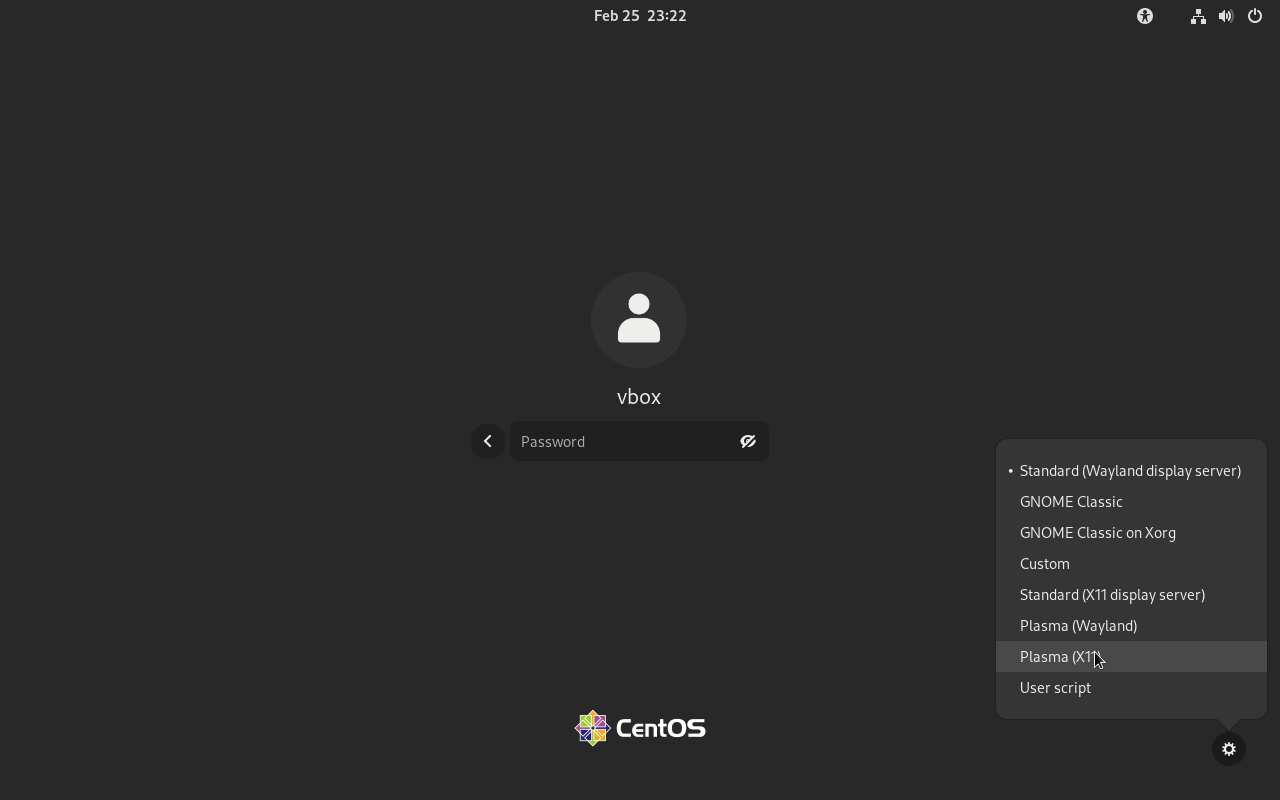 Feb 25 23:22
vbox
Password
Standard (Wayland display server)
GNOME Classic
GNOME Classic on Xorg
Custom
Standard (X11 display server)
Plasma (Wayland)
Plasma (X11)
User script
CentOS